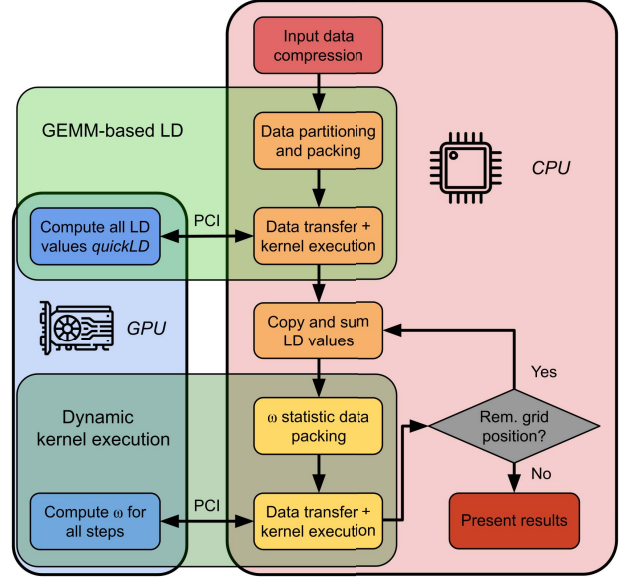 Input data
compression
GEMM-based LD
Data partitioning
and packing
CPU
Compute all LD
values quickLD
PCI
Data transfer +
kernel execution
GPU
Copy and sum
LD values
Yes
Dynamic
kernel execution
ω statistic data
packing
Rem. grid
position?
No
Compute ω for
all steps
PCI
Data transfer +
kernel execution
Present results